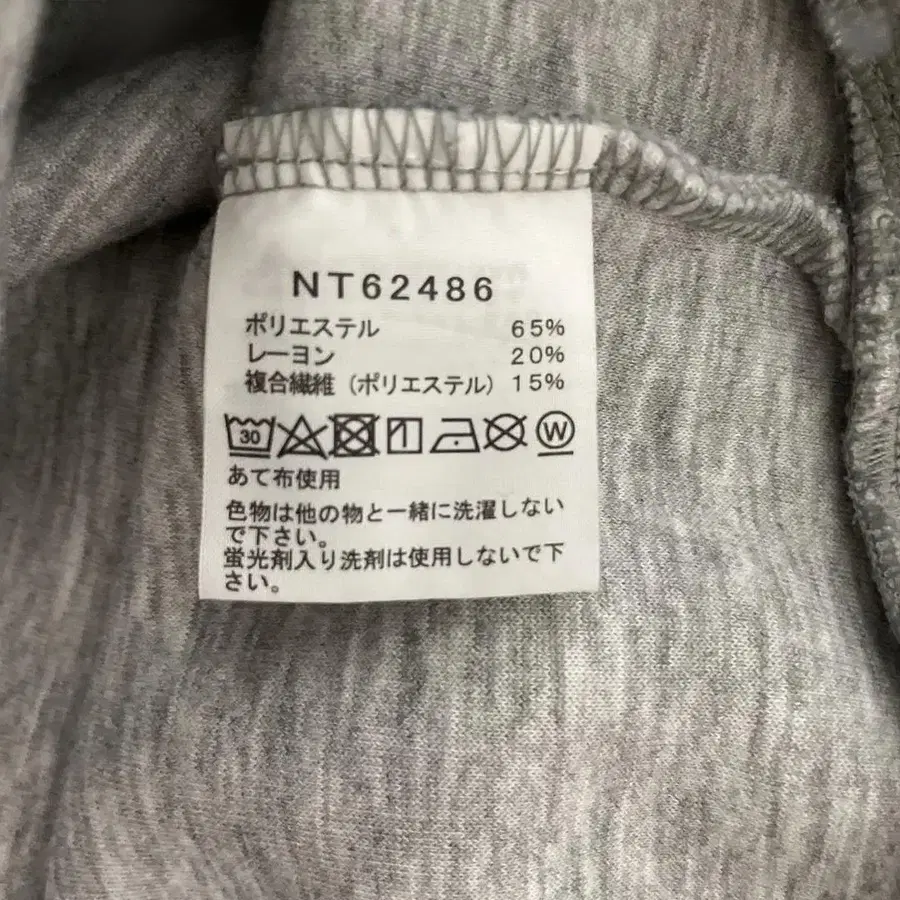 NT62486
ポリエステル 65%
レーヨン 20%
複合繊維（ポリエステル）15%
30 W
あて布使用
色物は他の物と一緒に洗濯しない
で下さい。
蛍光剤入り洗剤は使用しないで下
さい。